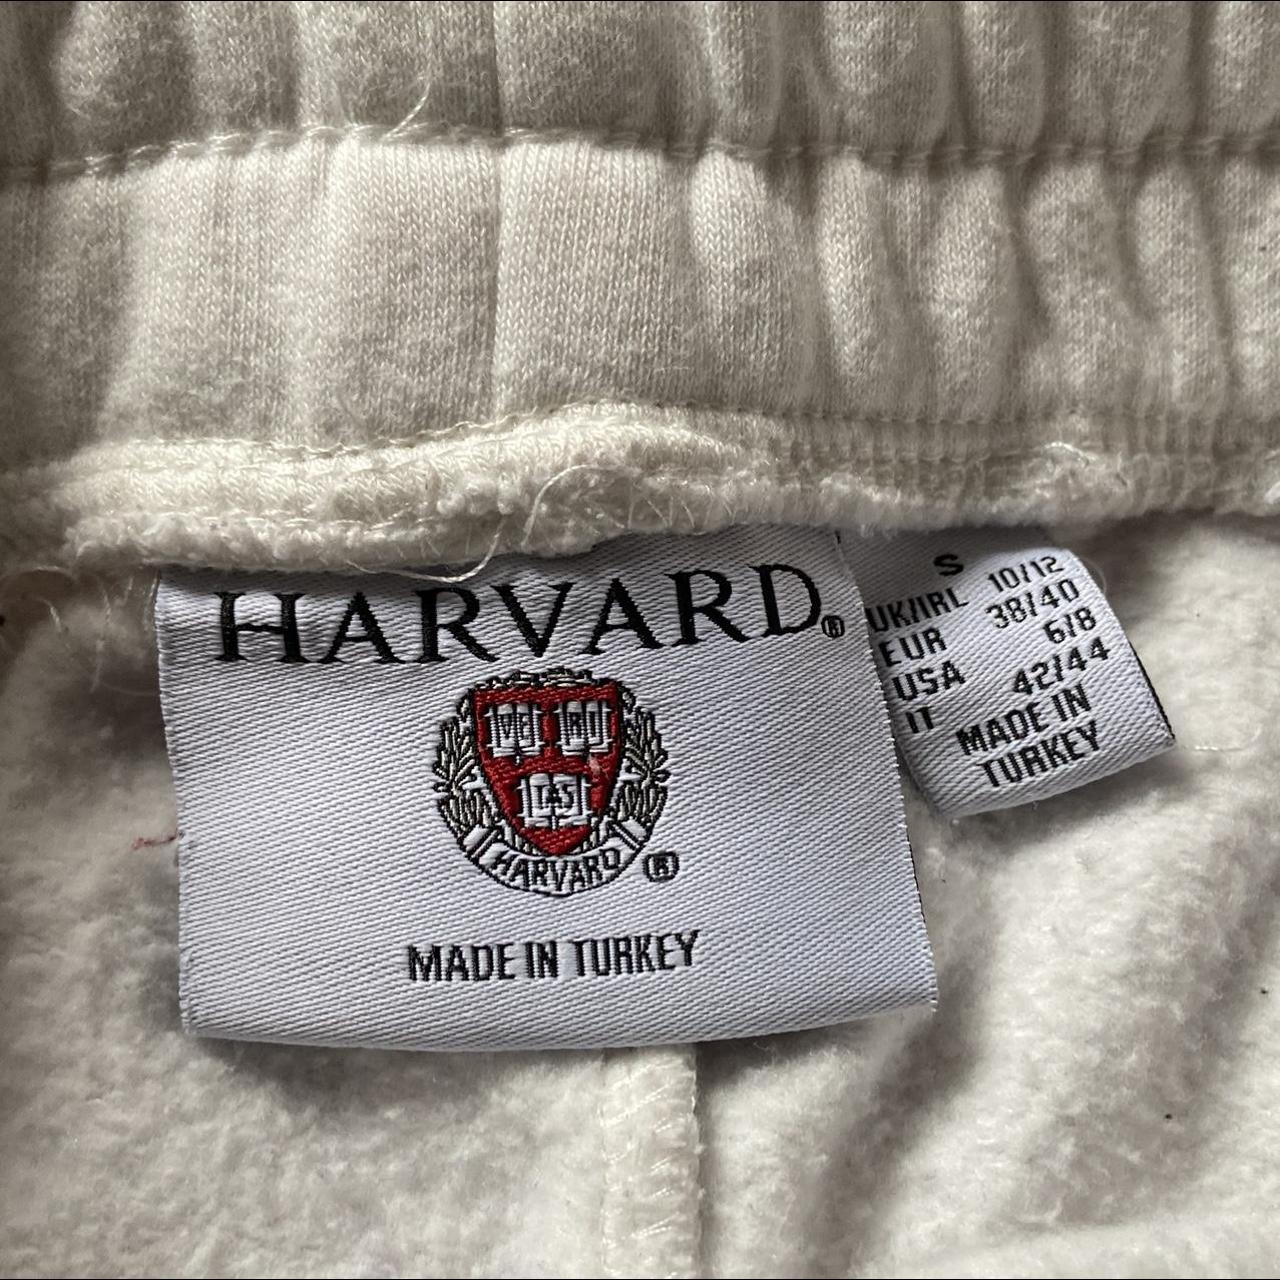 HARVARD®
VE RI
TAS
HARVARD ®
MADE IN TURKEY
S
UK/IRL 10/12
EUR 38/40
USA 6/8
IT 42/44
MADE IN
TURKEY